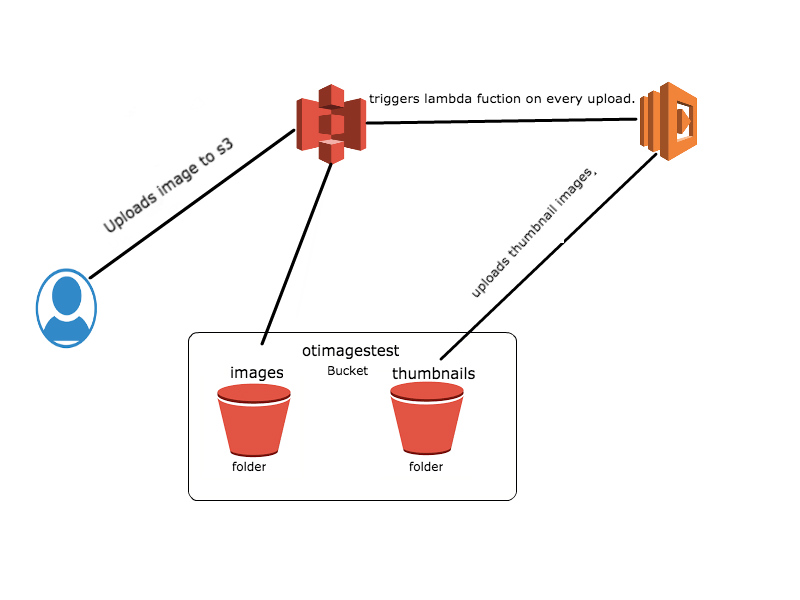 triggers lambda fuction on every upload.
Uploads image to s3
uploads thumbnail images,
otimagestest
Bucket
images
thumbnails
folder
folder